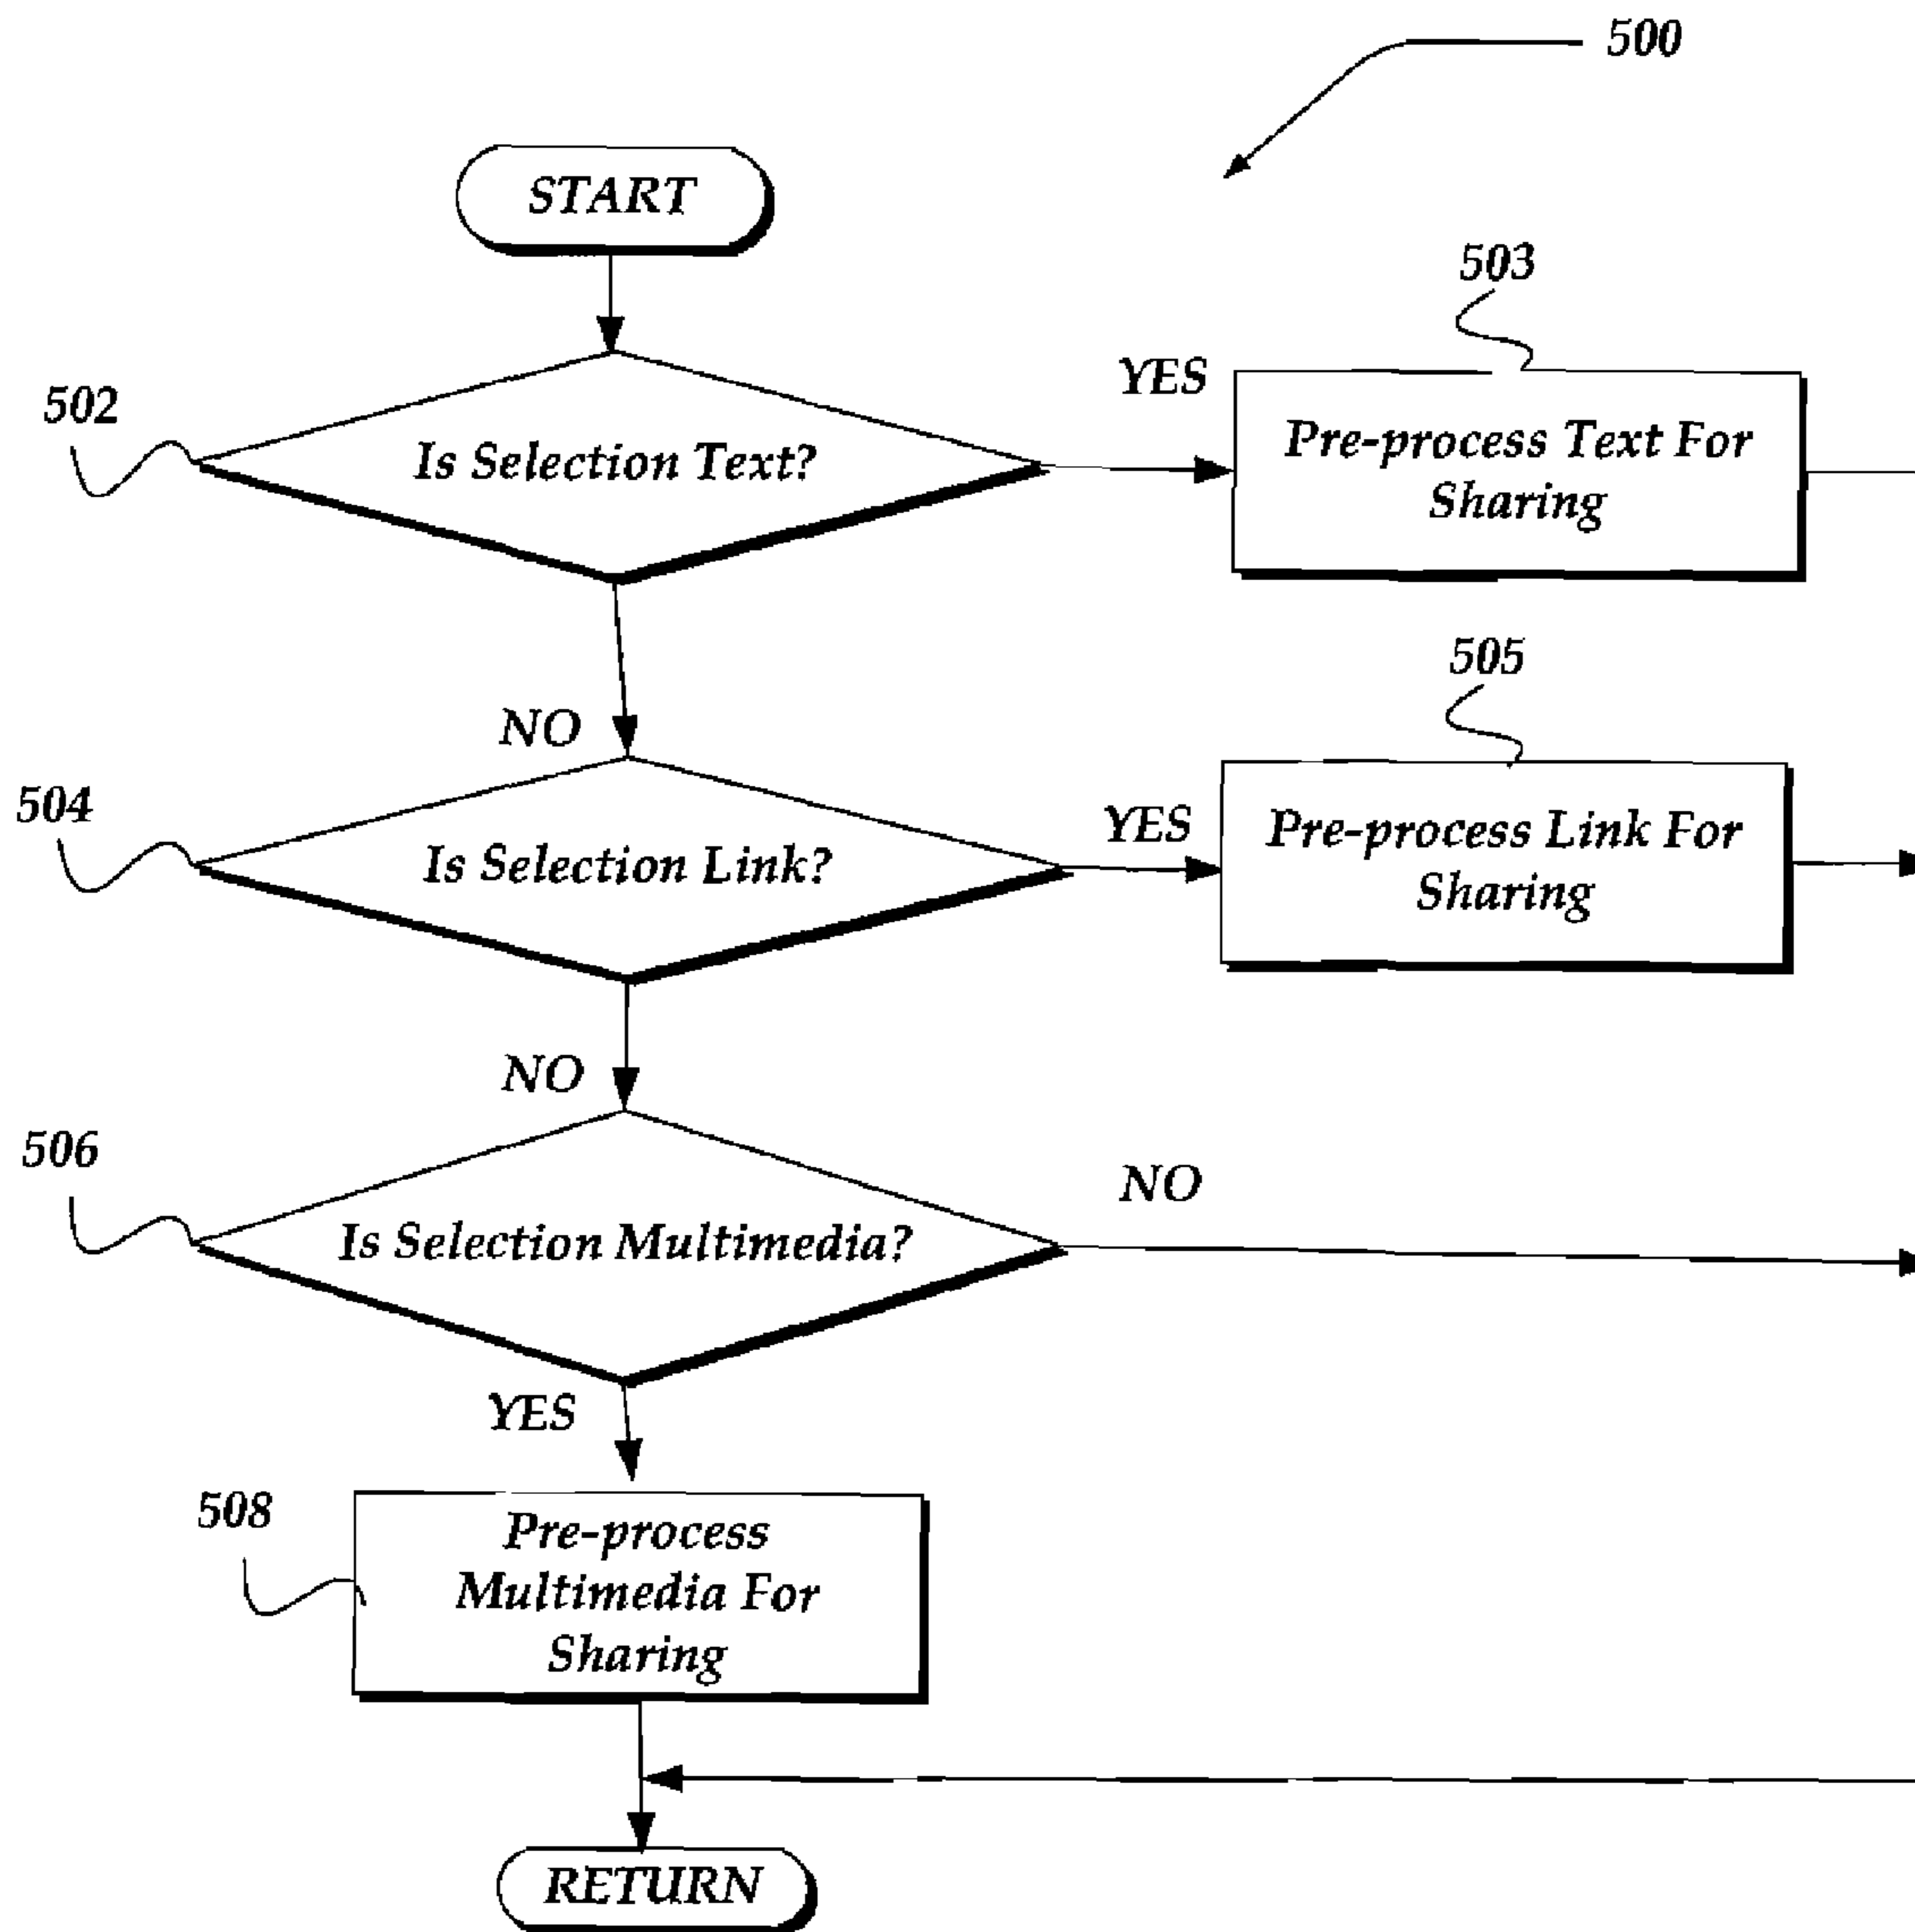 500
START
503
502
YES
Is Selection Text?
Pre-process Text For
Sharing
505
NO
504
YES
Is Selection Link?
Pre-process Link For
Sharing
NO
506
NO
Is Selection Multimedia?
YES
508
Pre-process
Multimedia For
Sharing
RETURN